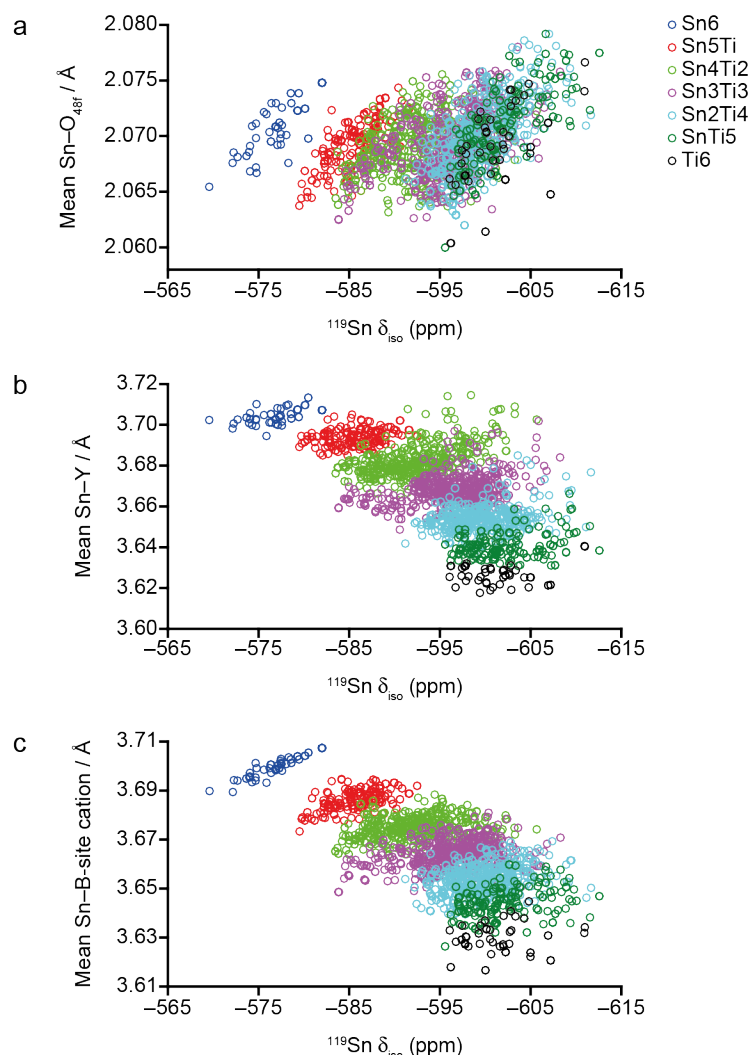 a
Mean Sn–O48f / Å
2.080
2.075
2.070
2.065
2.060
–565
–575
–585
–595
–605
–615
119Sn δiso (ppm)
Sn6
Sn5Ti
Sn4Ti2
Sn3Ti3
Sn2Ti4
SnTi5
Ti6
b
Mean Sn–Y / Å
3.72
3.70
3.68
3.66
3.64
3.62
3.60
–565
–575
–585
–595
–605
–615
119Sn δiso (ppm)
c
Mean Sn–B-site cation / Å
3.71
3.69
3.67
3.65
3.63
3.61
–565
–575
–585
–595
–605
–615
119Sn δiso (ppm)